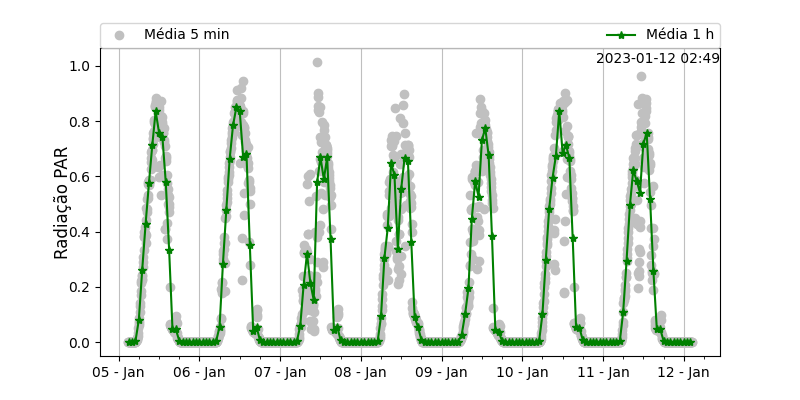 Média 5 min
Média 1 h
2023-01-12 02:49
Radiação PAR
1.0
0.8
0.6
0.4
0.2
0.0
05 - Jan
06 - Jan
07 - Jan
08 - Jan
09 - Jan
10 - Jan
11 - Jan
12 - Jan